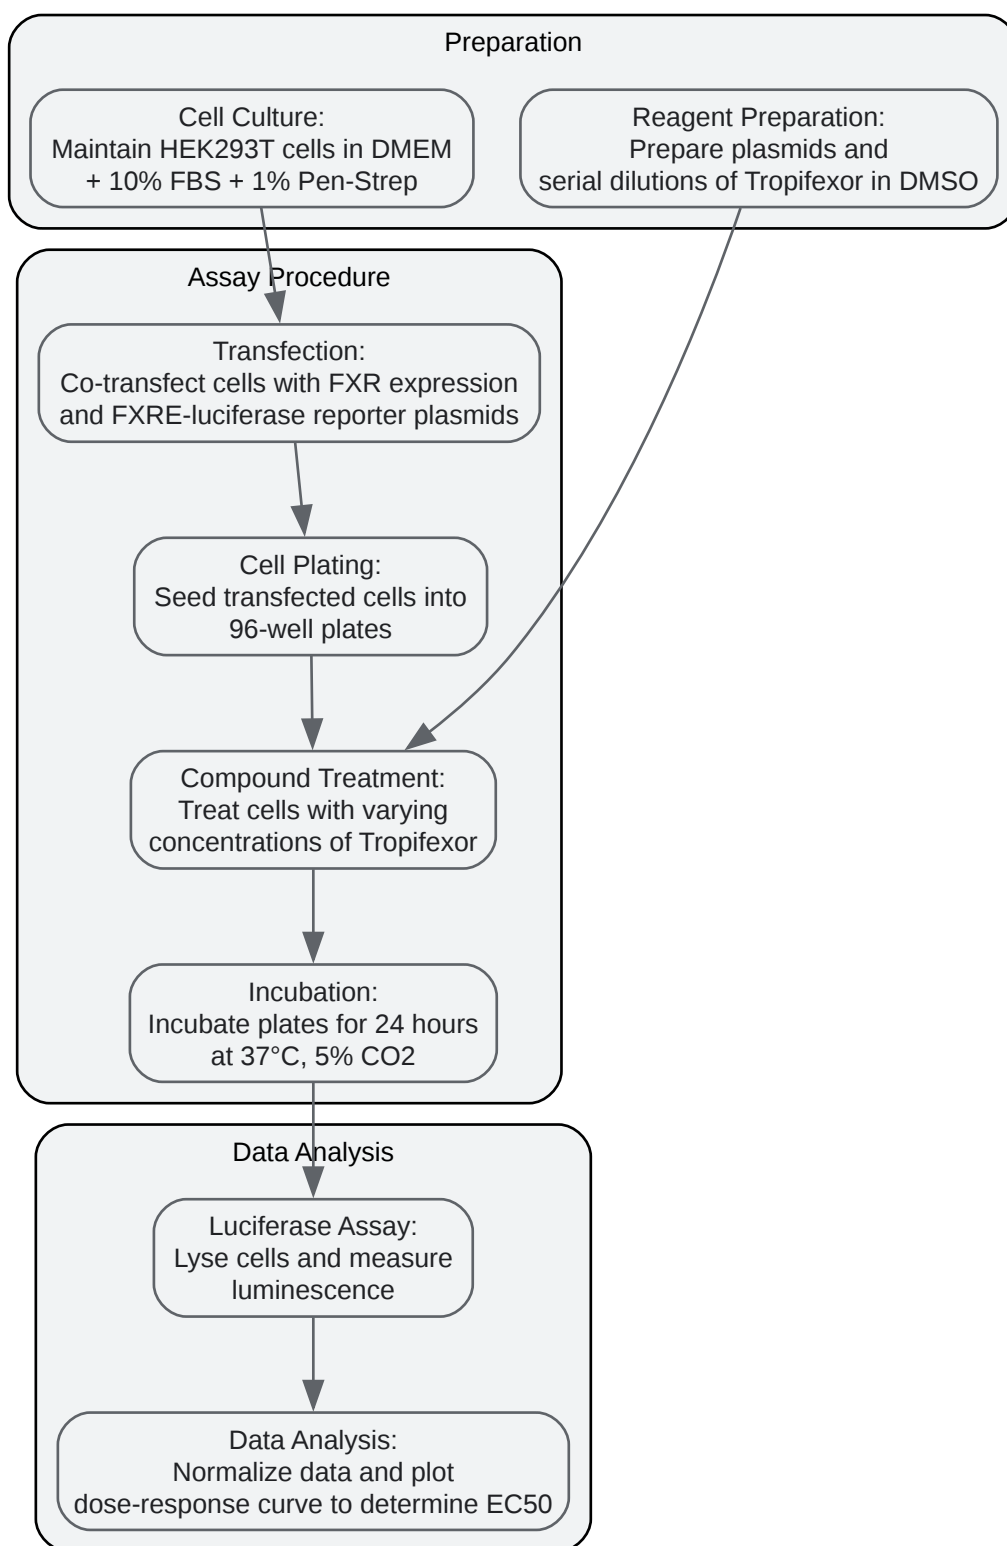 Preparation
Cell Culture:
Maintain HEK293T cells in DMEM
+ 10% FBS + 1% Pen-Strep
Reagent Preparation:
Prepare plasmids and
serial dilutions of Tropifexor in DMSO
Assay Procedure
Transfection:
Co-transfect cells with FXR expression
and FXRE-luciferase reporter plasmids
Cell Plating:
Seed transfected cells into
96-well plates
Compound Treatment:
Treat cells with varying
concentrations of Tropifexor
Incubation:
Incubate plates for 24 hours
at 37°C, 5% CO2
Data Analysis
Luciferase Assay:
Lyse cells and measure
luminescence
Data Analysis:
Normalize data and plot
dose-response curve to determine EC50